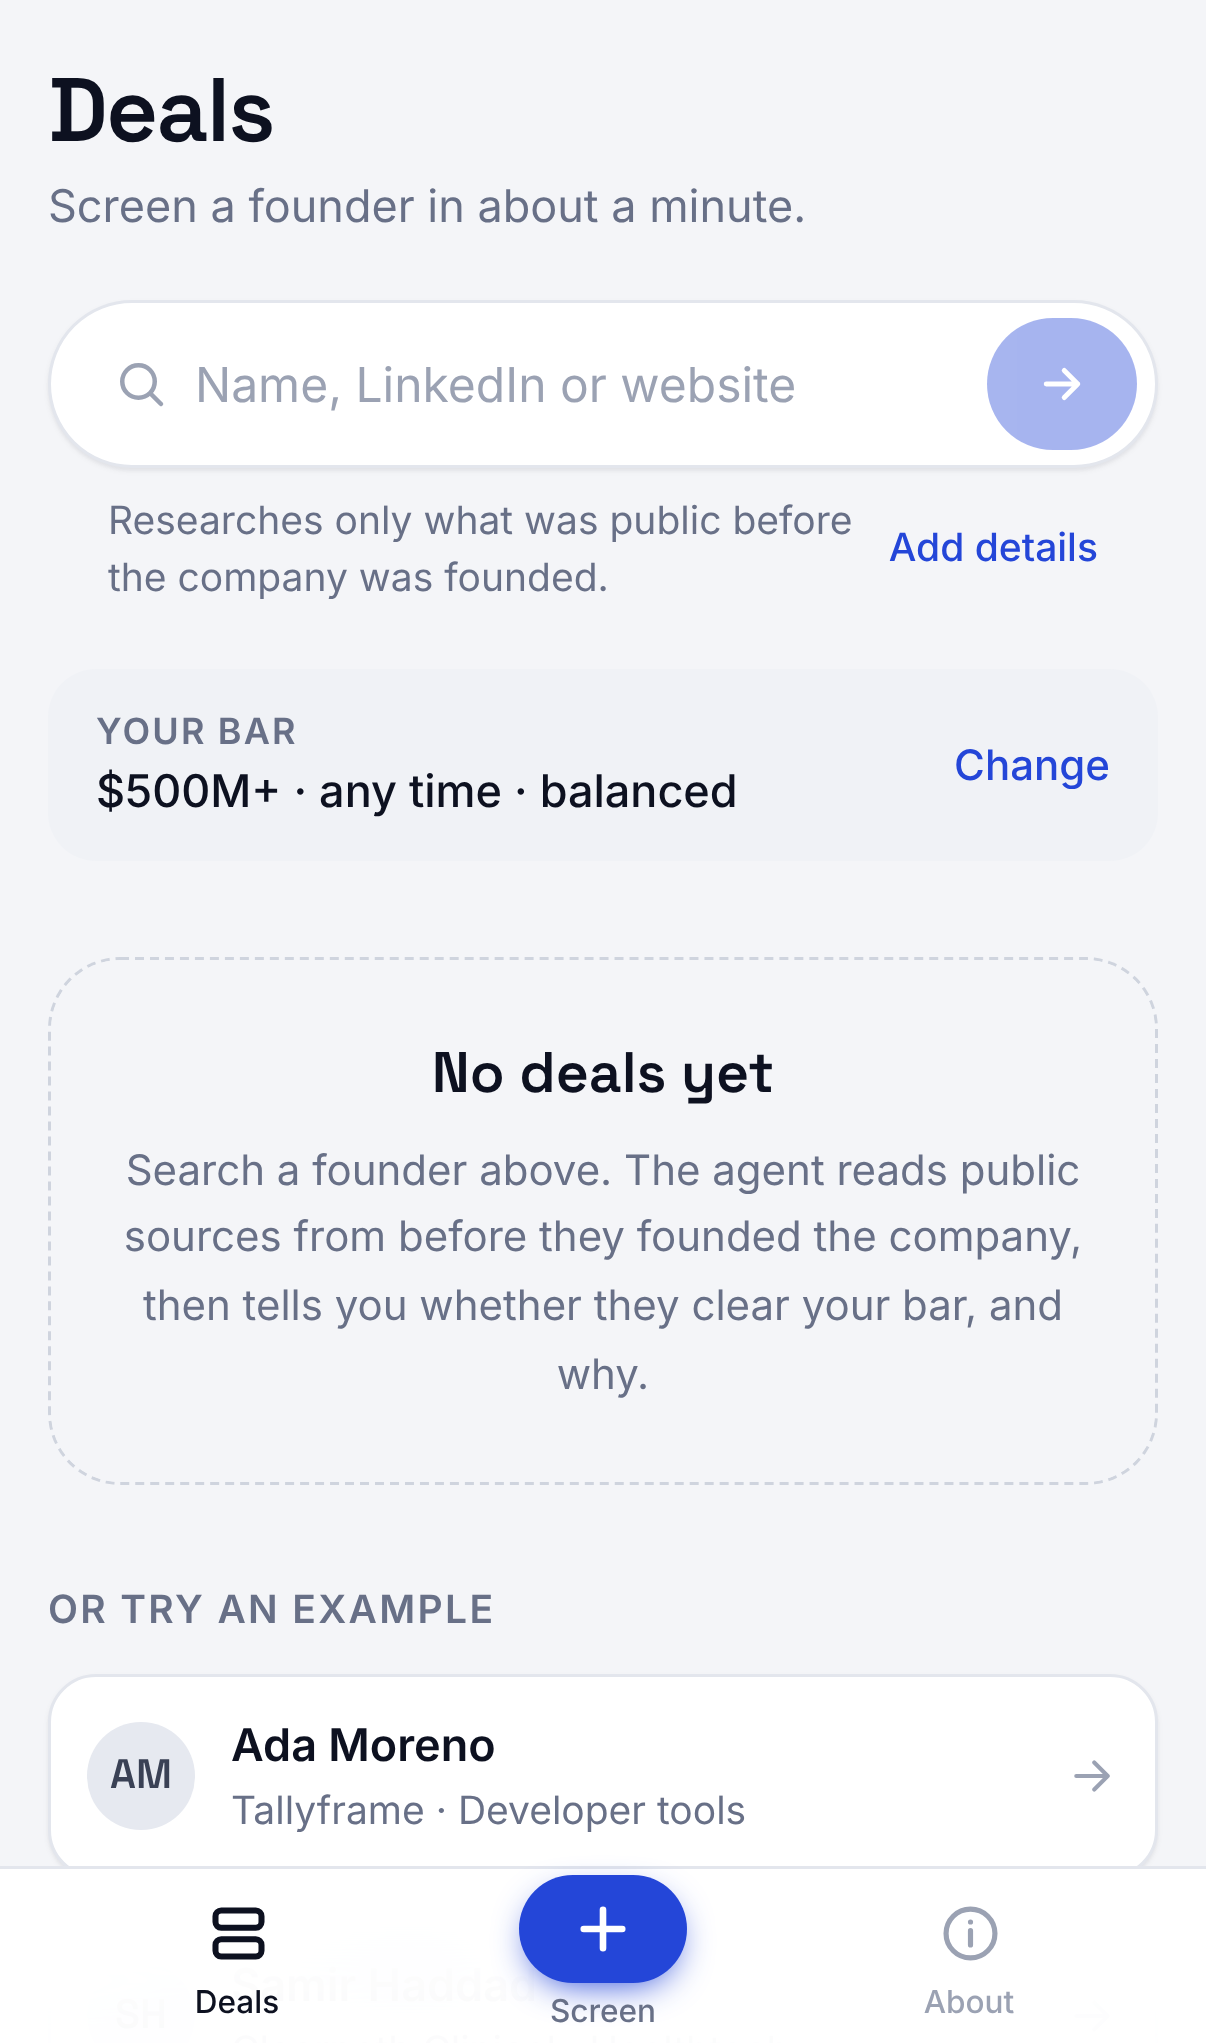 Deals
Screen a founder in about a minute.
Name, LinkedIn or website
Researches only what was public before
the company was founded.
Add details
YOUR BAR
$500M+ · any time · balanced
Change
No deals yet
Search a founder above. The agent reads public
sources from before they founded the company,
then tells you whether they clear your bar, and
why.
OR TRY AN EXAMPLE
AM
Ada Moreno
Tallyframe · Developer tools
SH
Samir Haddad
Deals
Screen
About